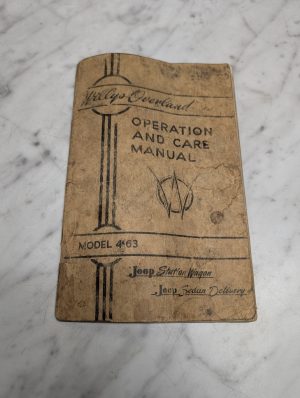 Willys Overland
OPERATION
AND CARE
MANUAL
W
MODEL 4-63
Jeep Station Wagon
Jeep Sedan Delivery